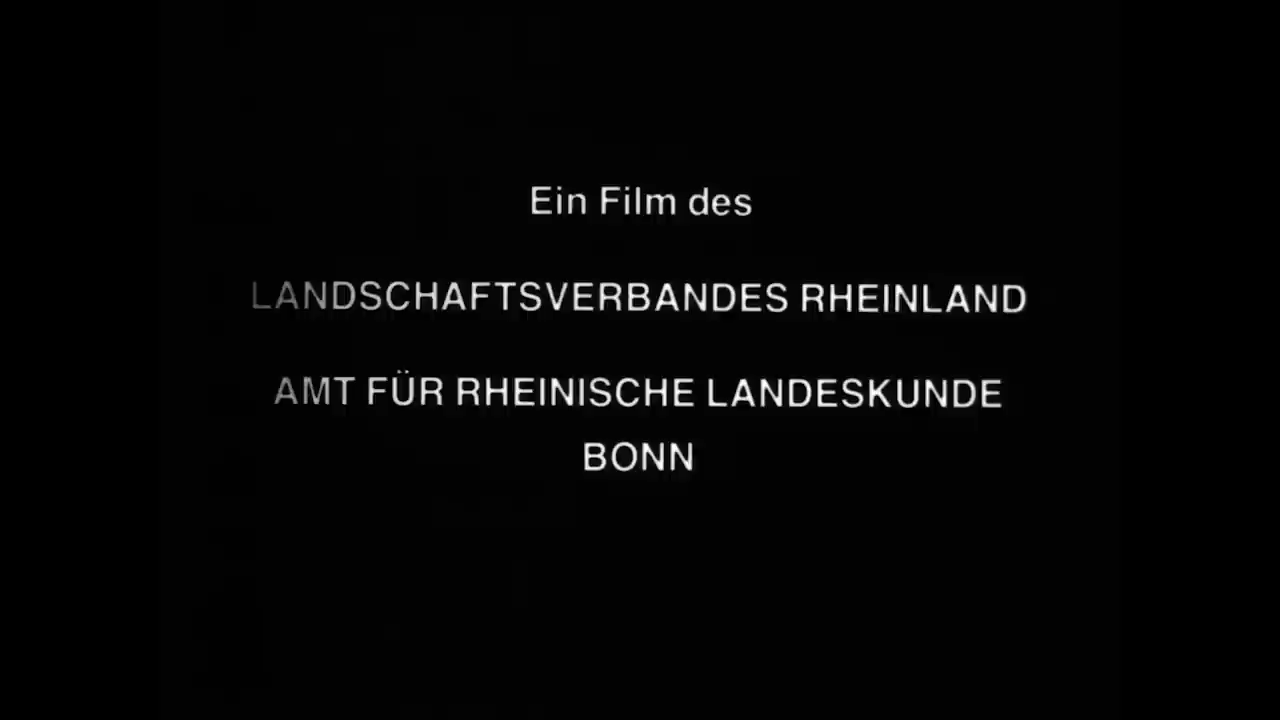 Ein Film des
LANDSCHAFTSVERBANDES RHEINLAND
AMT FÜR RHEINISCHE LANDESKUNDE
BONN